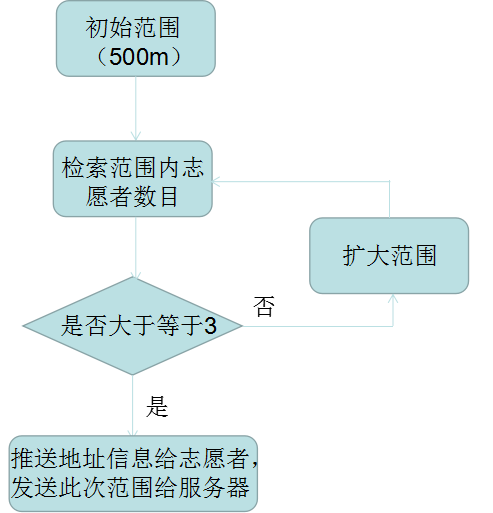 初始范围
（500m）
检索范围内志
愿者数目
扩大范围
是否大于等于3
否
是
推送地址信息给志愿者，
发送此次范围给服务器